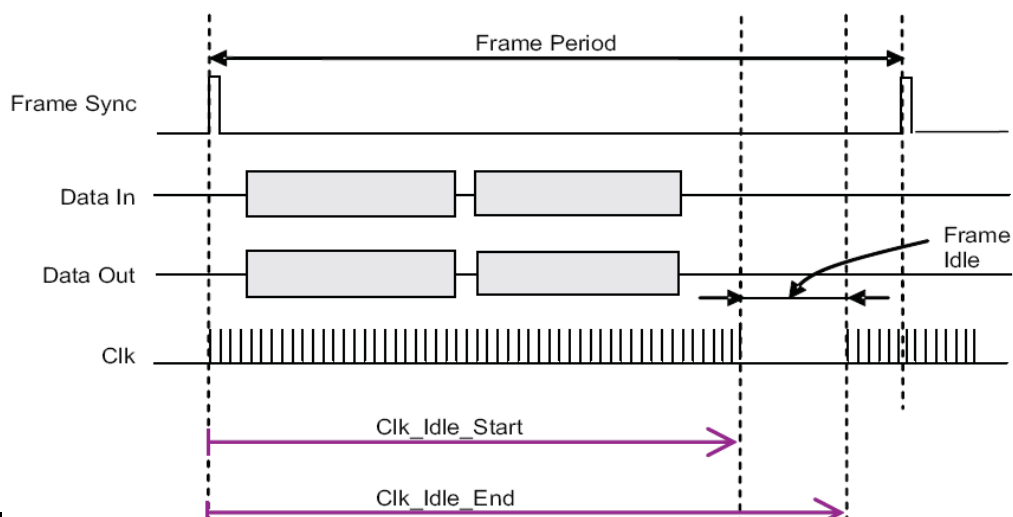 Frame Period
Frame Sync
Data In
Frame
Idle
Data Out
Clk
Clk_Idle_Start
Clk_Idle_End